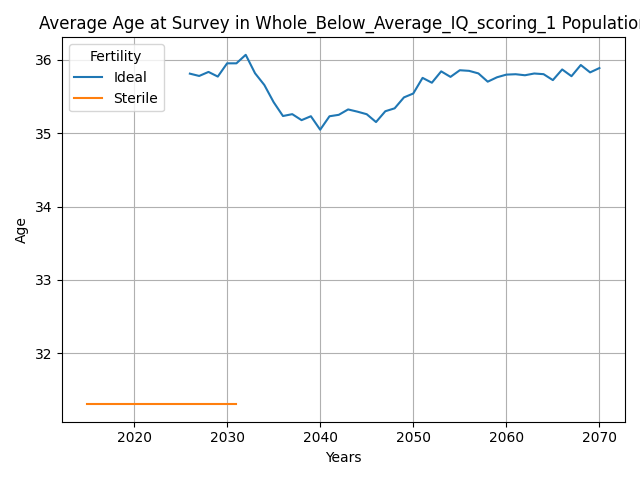 Average Age at Survey in Whole_Below_Average_IQ_scoring_1 Population
Fertility
Ideal
Sterile
36
35
34
33
32
Age
2020 2030 2040 2050 2060 2070
Years